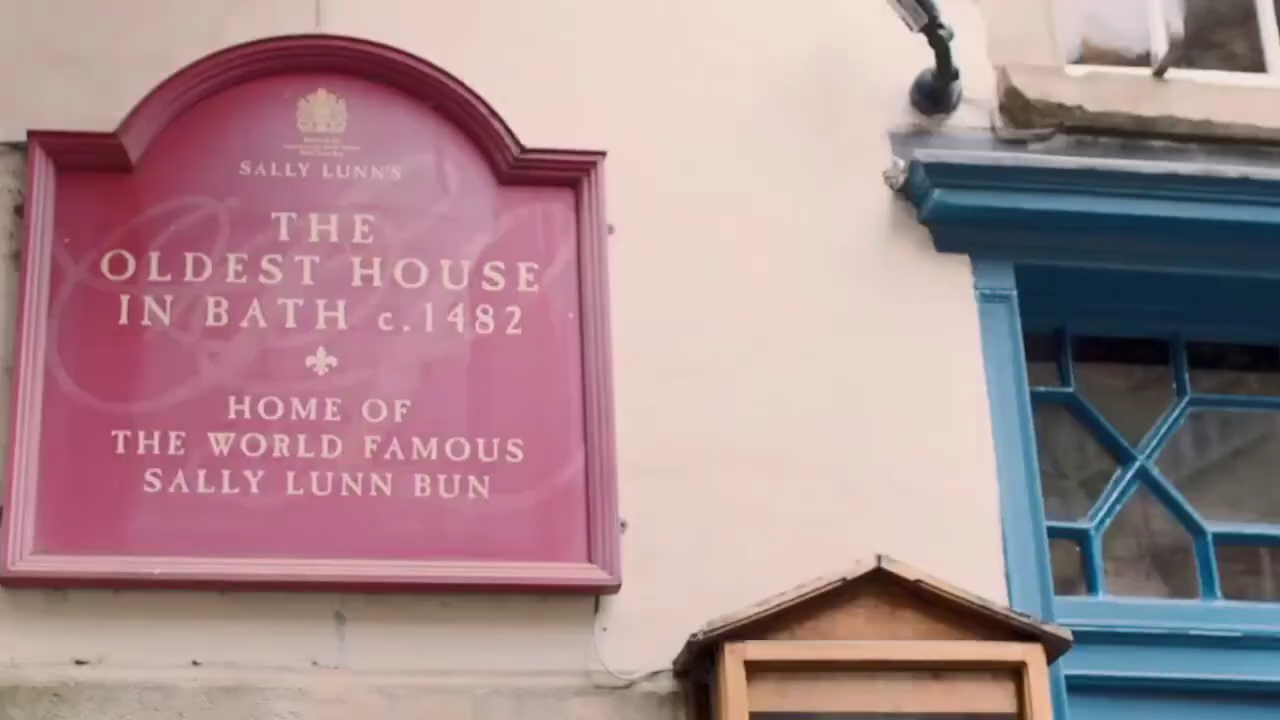 SALLY LUNN'S
THE
OLDEST HOUSE
IN BATH c.1482
HOME OF
THE WORLD FAMOUS
SALLY LUNN BUN